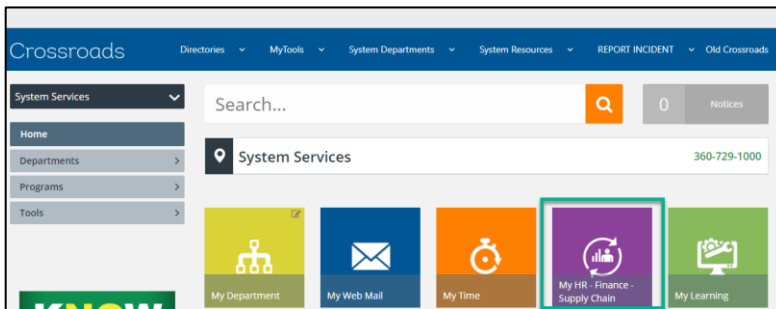 Crossroads
Directories MyTools System Departments System Resources REPORT INCIDENT Old Crossroads
System Services
Search...
0 Notices
Home
System Services 360-729-1000
Departments
Programs
Tools
My Department
My Web Mail
My Time
My HR - Finance -
Supply Chain
My Learning
KNOW